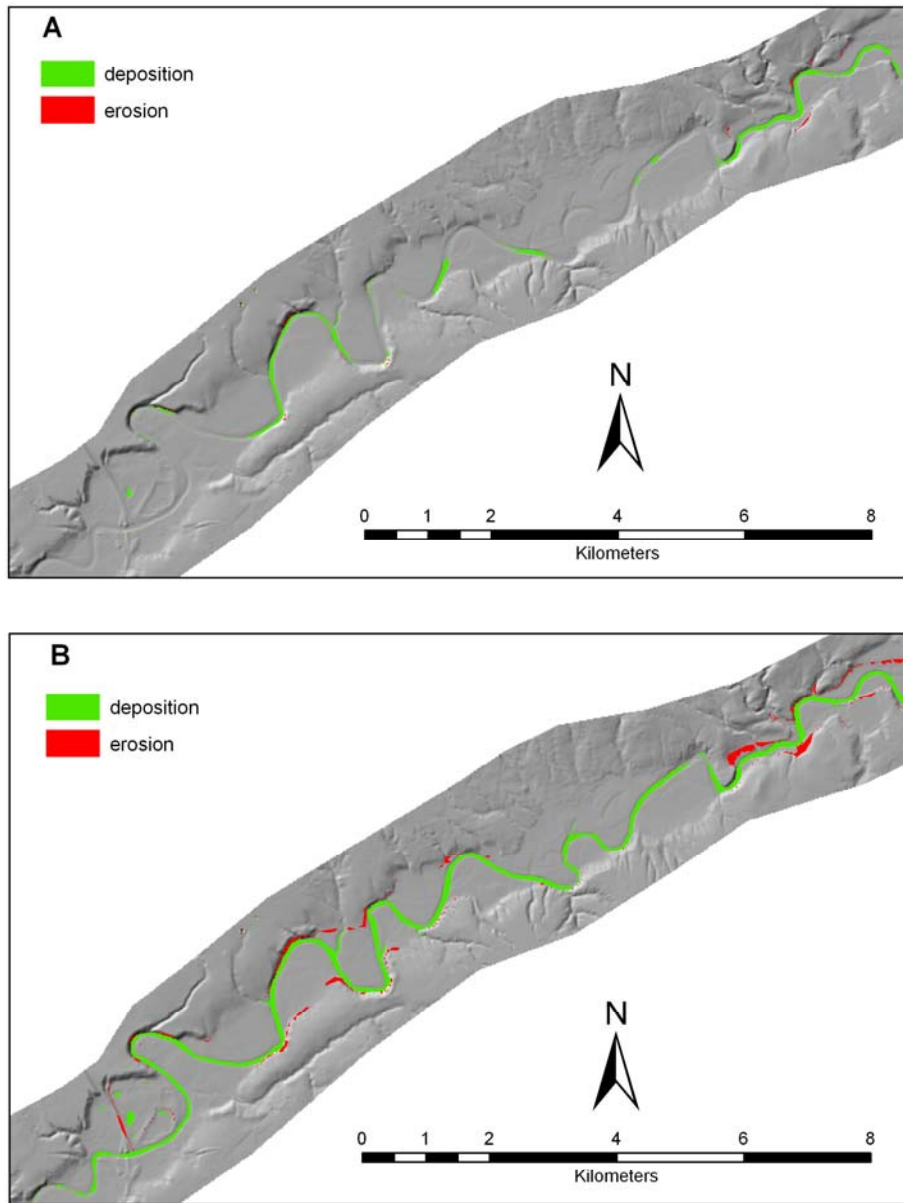 A
deposition
erosion
N
0 1 2 4 6 8
Kilometers
B
deposition
erosion
N
0 1 2 4 6 8
Kilometers